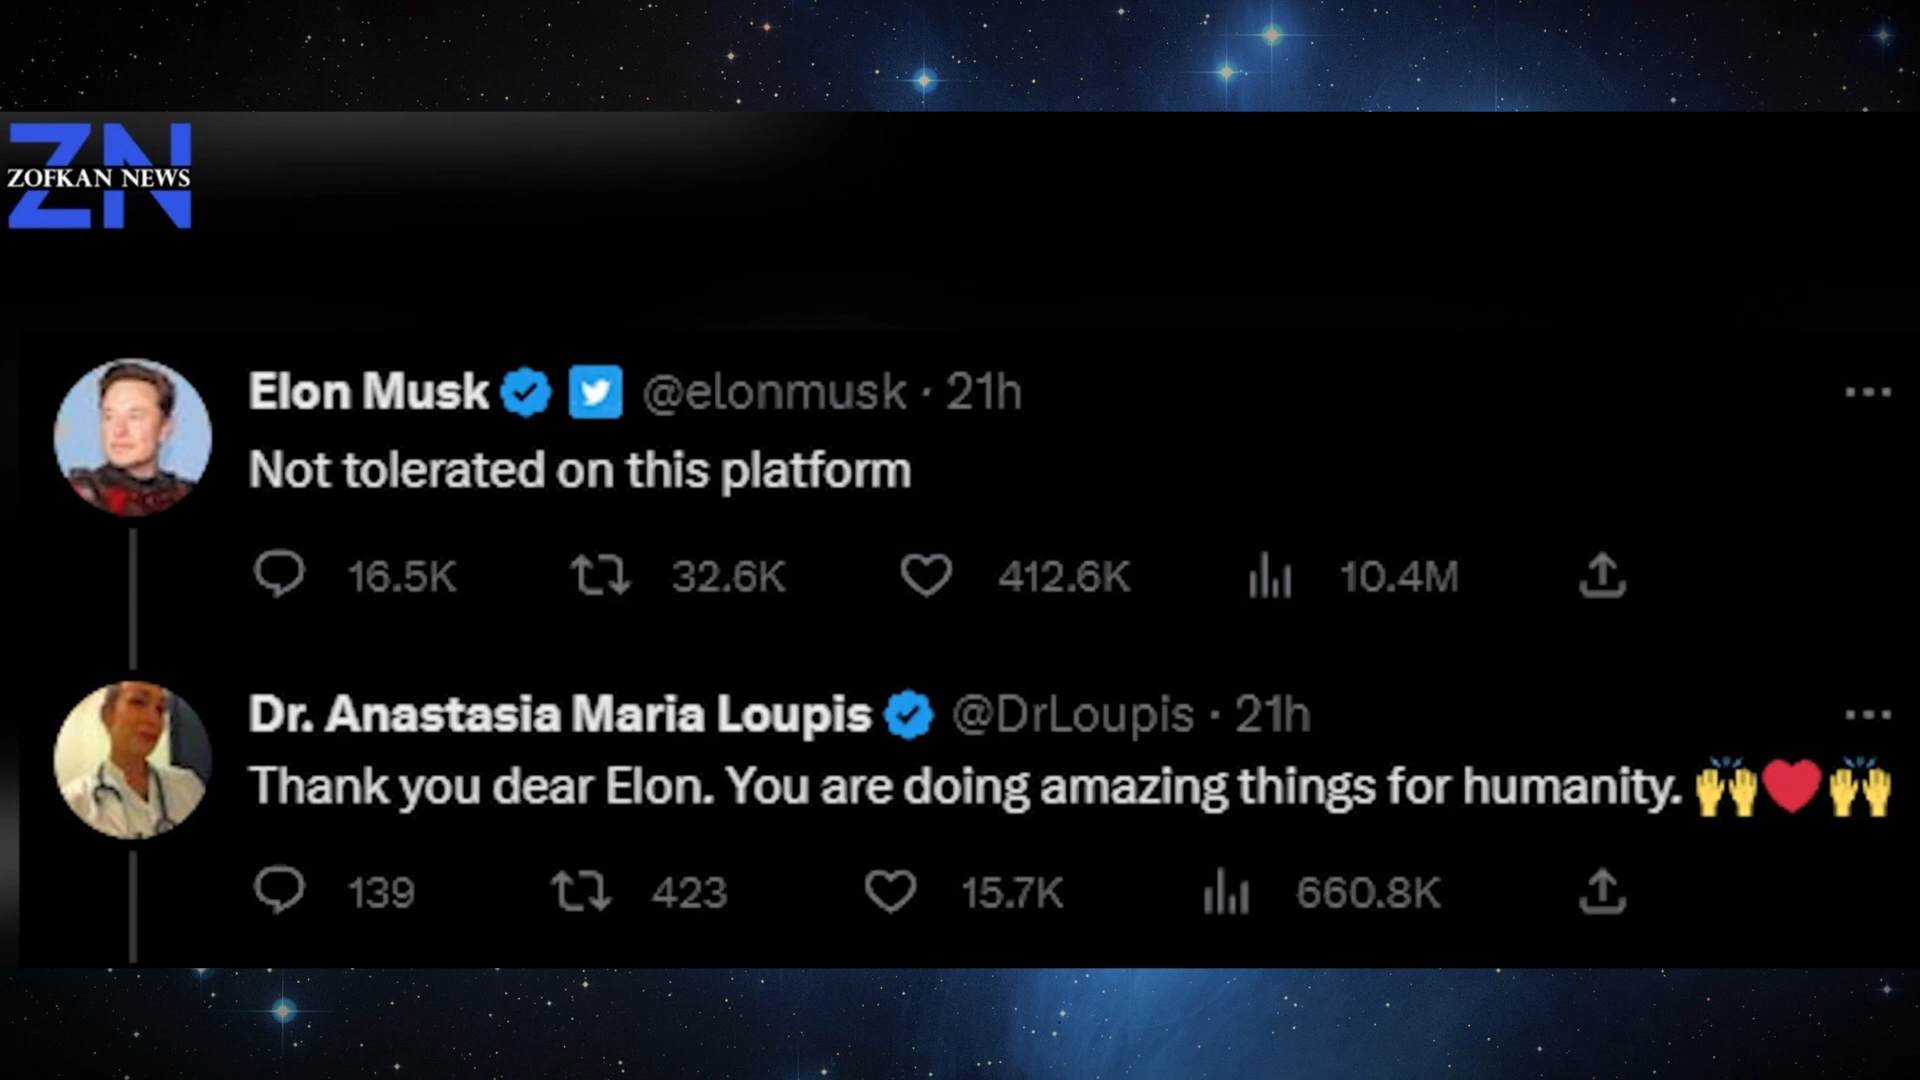 ZN
ZOFKAN NEWS
Elon Musk @elonmusk · 21h
Not tolerated on this platform
16.5K 32.6K 412.6K 10.4M
Dr. Anastasia Maria Loupis @DrLoupis · 21h
Thank you dear Elon. You are doing amazing things for humanity. 🙌❤️🙌
139 423 15.7K 660.8K